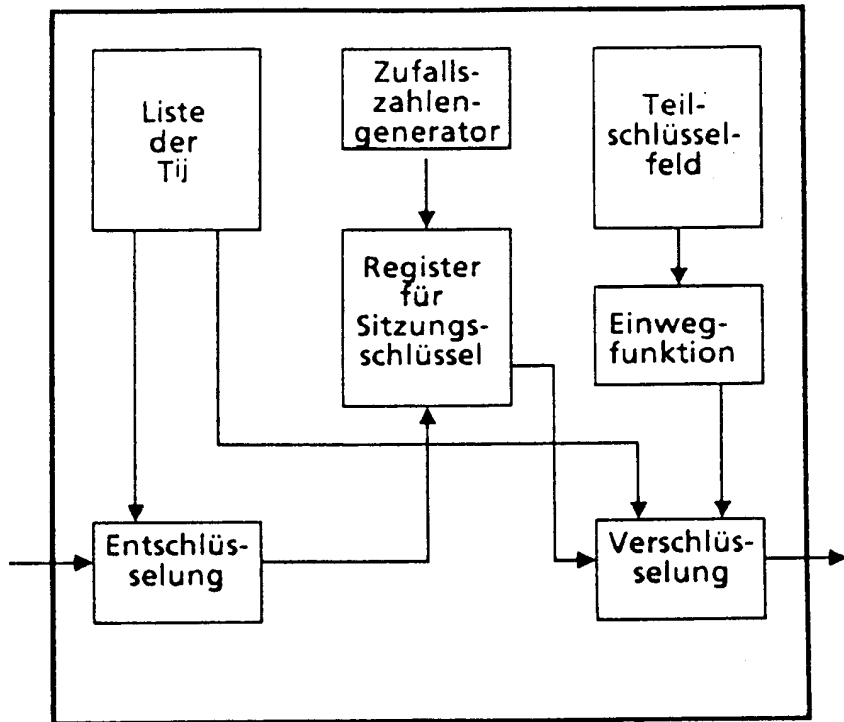 Liste
der
Tij
Zufalls-
zahlen-
generator
Teil-
schlüssel-
feld
Register
für
Sitzungs-
schlüssel
Einweg-
funktion
Entschlüs-
selung
Verschlüs-
selung